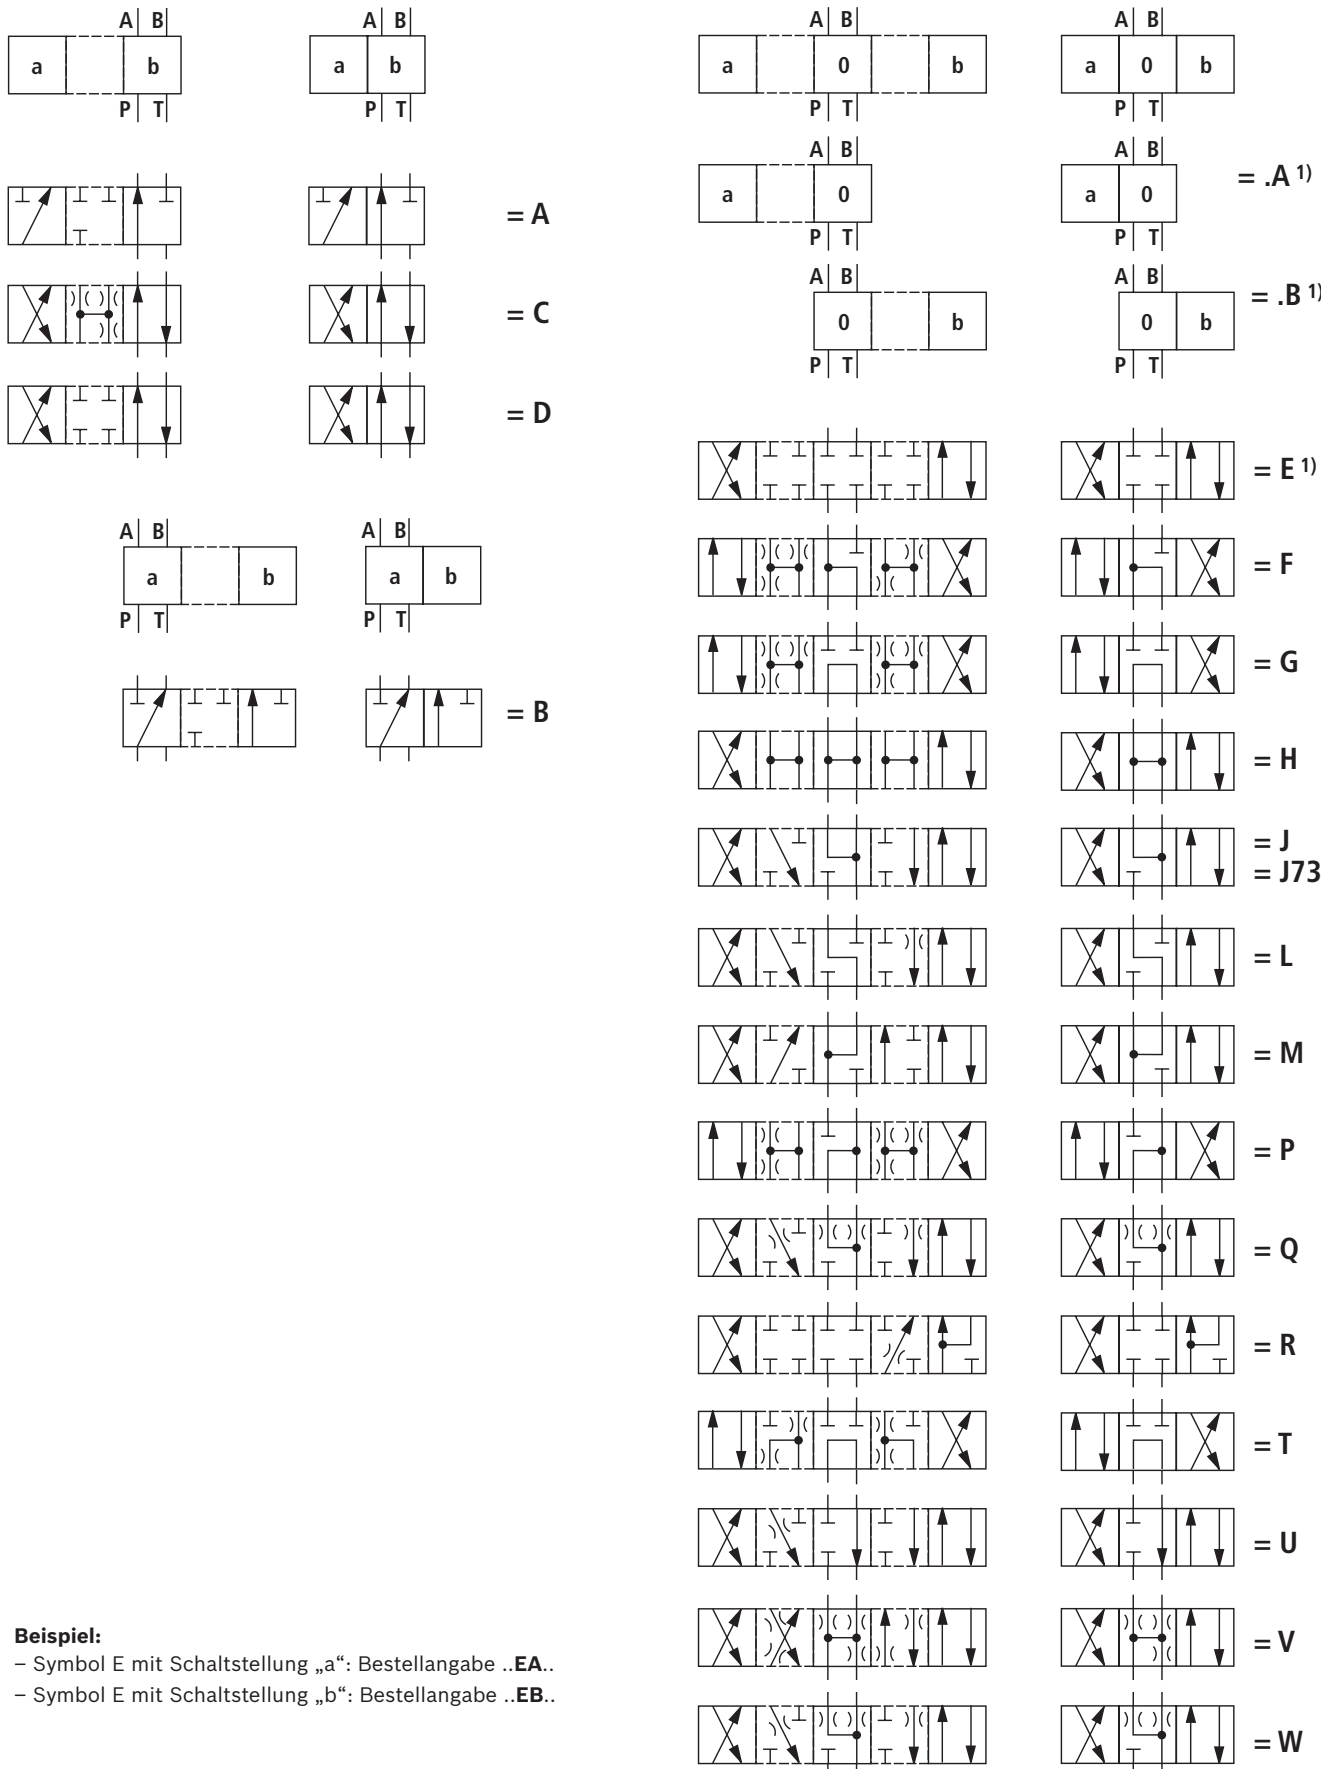 A B
a b
P T
A B
a b
P T
= A
= C
= D
A B
a b
P T
A B
a b
P T
= B
A B
a 0 b
P T
A B
a 0 b
P T
A B
a 0
P T
A B
a 0
P T
= .A 1)
A B
0 b
P T
A B
0 b
P T
= .B 1)
= E 1)
= F
= G
= H
= J
= J73
= L
= M
= P
= Q
= R
= T
= U
= V
= W
Beispiel:
– Symbol E mit Schaltstellung „a“: Bestellangabe ..EA..
– Symbol E mit Schaltstellung „b“: Bestellangabe ..EB..